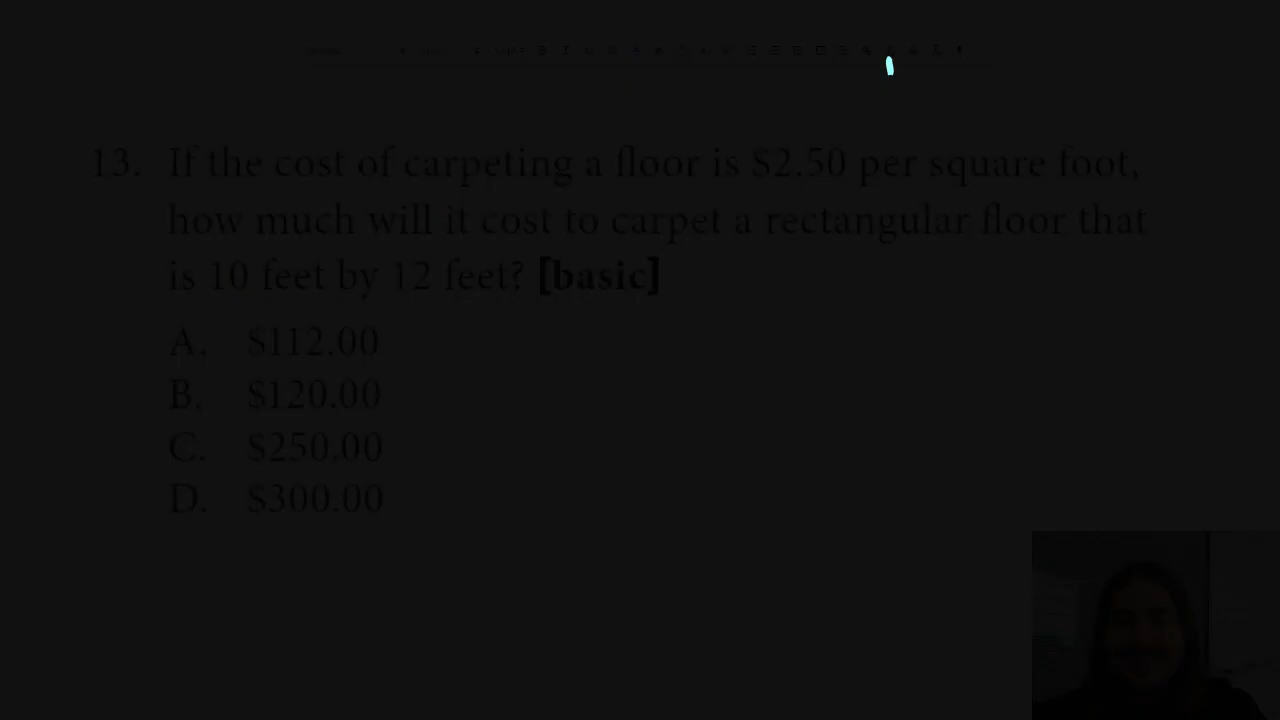 13. If the cost of carpeting a floor is $2.50 per square foot,
how much will it cost to carpet a rectangular floor that
is 10 feet by 12 feet? [basic]
A. $112.00
B. $120.00
C. $250.00
D. $300.00